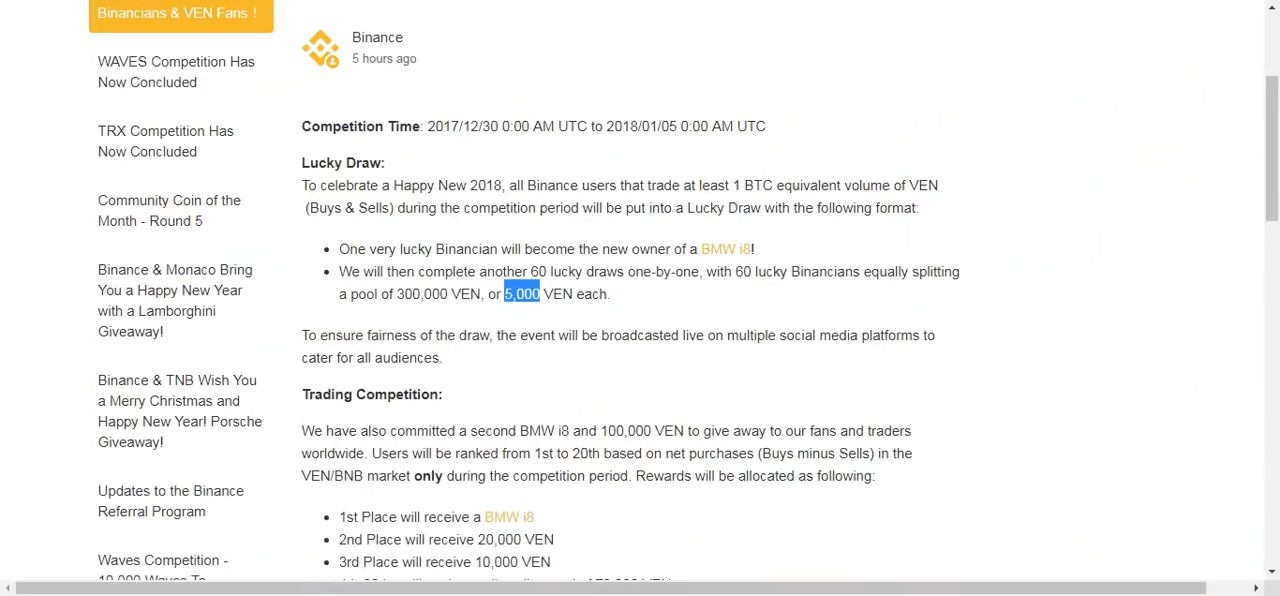 Binancians & VEN Fans !
WAVES Competition Has
Now Concluded
TRX Competition Has
Now Concluded
Community Coin of the
Month - Round 5
Binance & Monaco Bring
You a Happy New Year
with a Lamborghini
Giveaway!
Binance & TNB Wish You
a Merry Christmas and
Happy New Year! Porsche
Giveaway!
Updates to the Binance
Referral Program
Waves Competition -
10,000 Waves To
Binance
5 hours ago
Competition Time: 2017/12/30 0:00 AM UTC to 2018/01/05 0:00 AM UTC
Lucky Draw:
To celebrate a Happy New 2018, all Binance users that trade at least 1 BTC equivalent volume of VEN
(Buys & Sells) during the competition period will be put into a Lucky Draw with the following format:
• One very lucky Binancian will become the new owner of a BMW i8!
• We will then complete another 60 lucky draws one-by-one, with 60 lucky Binancians equally splitting
a pool of 300,000 VEN, or 5,000 VEN each.
To ensure fairness of the draw, the event will be broadcasted live on multiple social media platforms to
cater for all audiences.
Trading Competition:
We have also committed a second BMW i8 and 100,000 VEN to give away to our fans and traders
worldwide. Users will be ranked from 1st to 20th based on net purchases (Buys minus Sells) in the
VEN/BNB market only during the competition period. Rewards will be allocated as following:
• 1st Place will receive a BMW i8
• 2nd Place will receive 20,000 VEN
• 3rd Place will receive 10,000 VEN